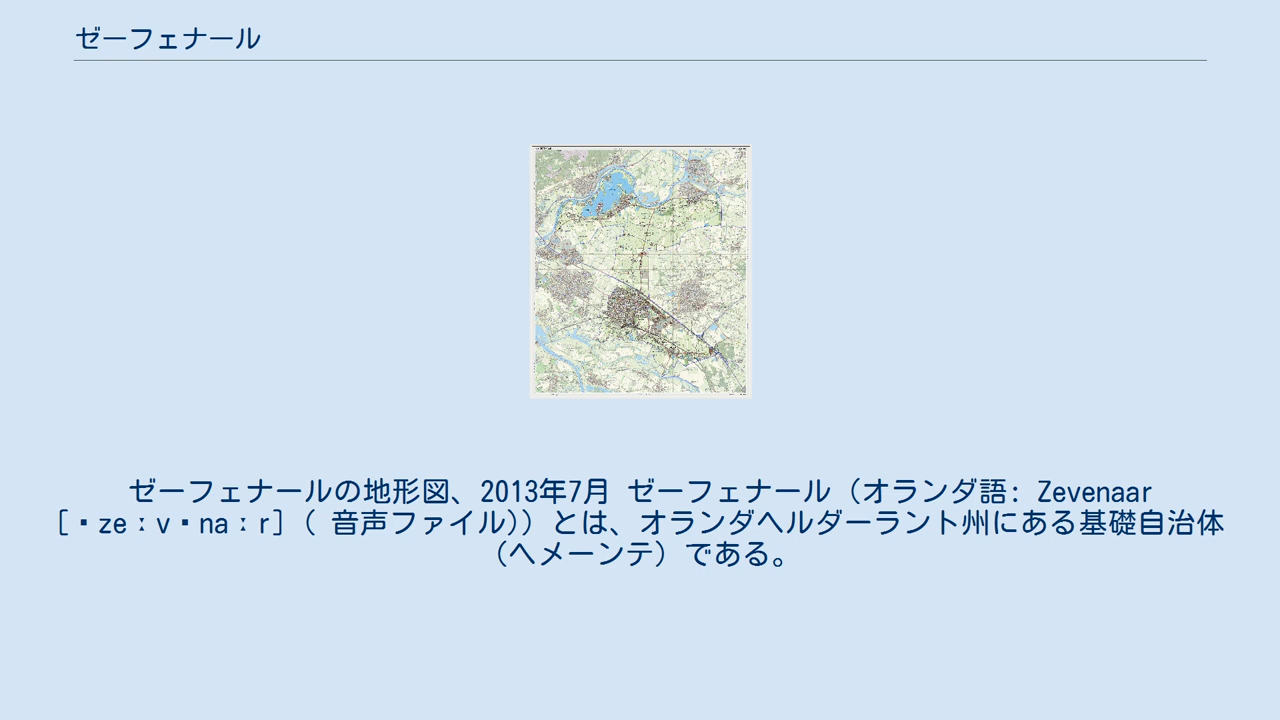 ゼーフェナール
ゼーフェナールの地形図、2013年7月 ゼーフェナール（オランダ語: Zevenaar
[ˈzeːvəˌnaːr] ( 音声ファイル)）とは、オランダヘルダーラント州にある基礎自治体
（ヘメーンテ）である。